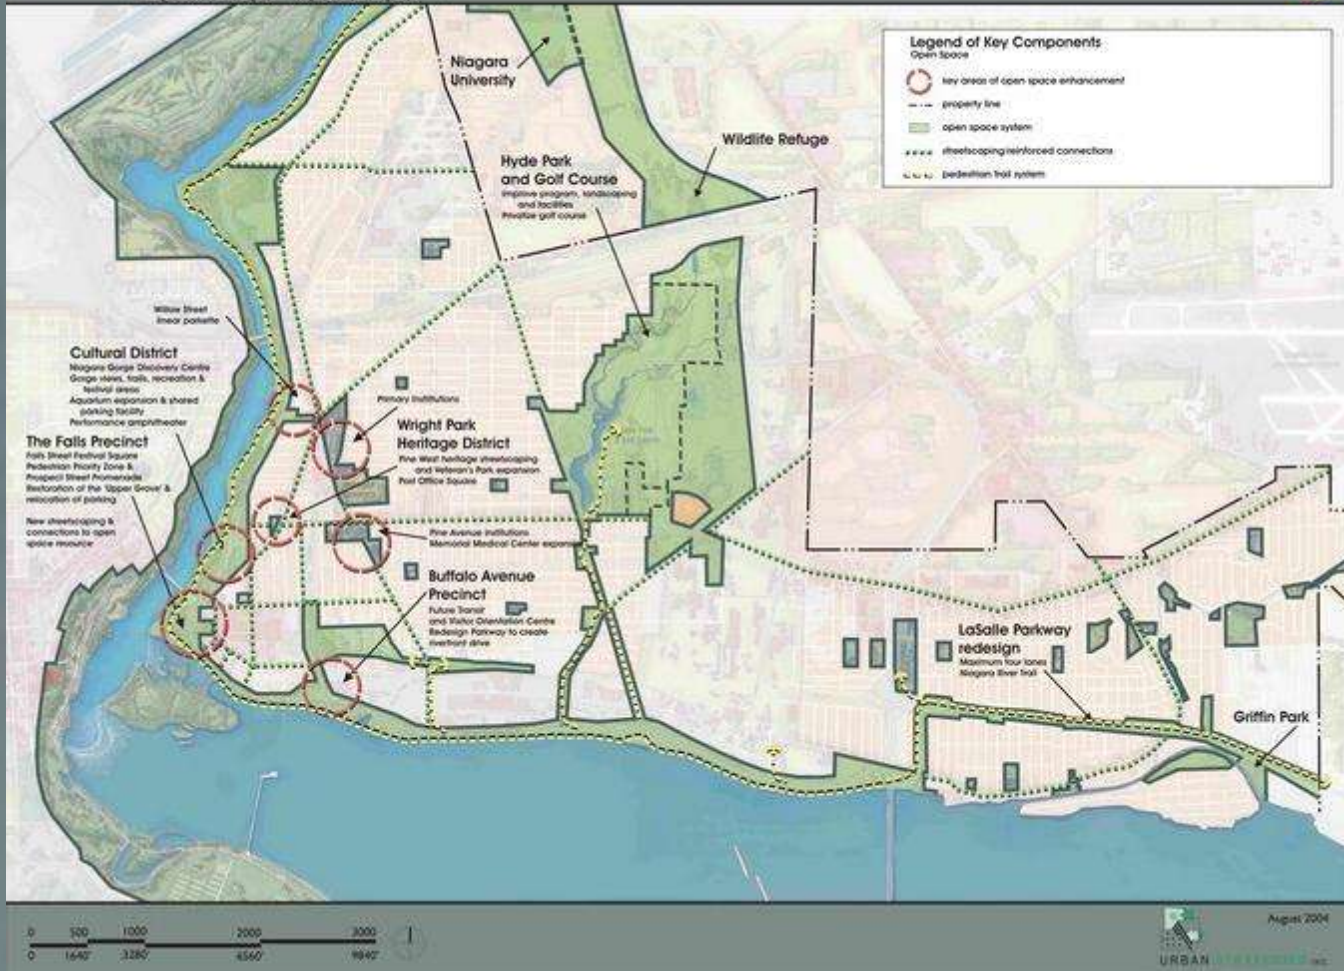 Niagara
University
Wildlife Refuge
Hyde Park
and Golf Course
Improve program, landscaping
and facilities
Privatize golf course
Legend of Key Components
Open Space
key areas of open space enhancement
property line
open space system
streetscaping/reinforced connections
pedestrian trail system
Willow Street
linear parkette
Cultural District
Niagara Gorge Discovery Centre
Gorge views, trails, recreation &
festival areas
Aquarium expansion & shared
parking facility
Performance amphitheater
The Falls Precinct
Falls Street Festival Square
Pedestrian Priority Zone &
Prospect Street Promenade
Restoration of the 'Upper Grove' &
relocation of parking
New streetscaping &
connections to open
space resource
Primary Institutions
Wright Park
Heritage District
Pine West heritage streetscaping
and Veteran's Park expansion
Post Office Square
Pine Avenue Institutions
Memorial Medical Center expansion
Buffalo Avenue
Precinct
Future Transit
and Visitor Orientation Centre
Redesign Parkway to create
riverfront drive
LaSalle Parkway
redesign
Maximum four lanes
Niagara River Trail
Griffin Park
0 500 1000 2000 3000
0 1640' 3280' 6560' 9840'
August 2004
URBAN STRATEGIES INC.